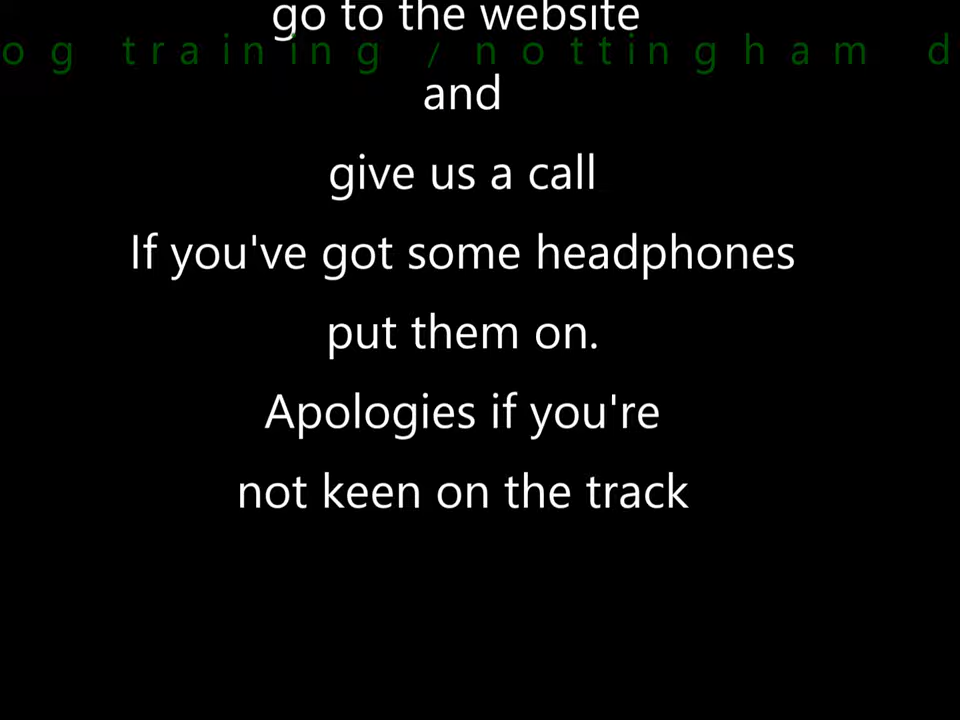 go to the website
og training / nottingham d
and
give us a call
If you've got some headphones
put them on.
Apologies if you're
not keen on the track